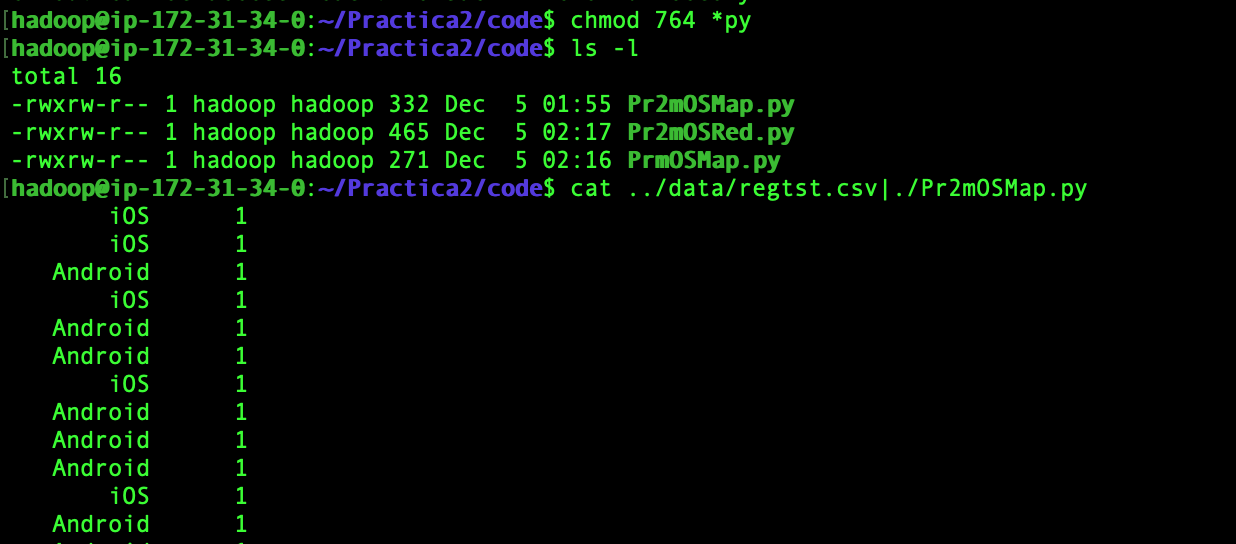 [hadoop@ip-172-31-34-0:~/Practica2/code$ chmod 764 *py
[hadoop@ip-172-31-34-0:~/Practica2/code$ ls -l
total 16
-rwxrw-r-- 1 hadoop hadoop 332 Dec  5 01:55 Pr2mOSMap.py
-rwxrw-r-- 1 hadoop hadoop 465 Dec  5 02:17 Pr2mOSRed.py
-rwxrw-r-- 1 hadoop hadoop 271 Dec  5 02:16 PrmOSMap.py
[hadoop@ip-172-31-34-0:~/Practica2/code$ cat ../data/regtst.csv|./Pr2mOSMap.py
       iOS      1
       iOS      1
   Android      1
       iOS      1
   Android      1
   Android      1
       iOS      1
   Android      1
   Android      1
   Android      1
       iOS      1
   Android      1